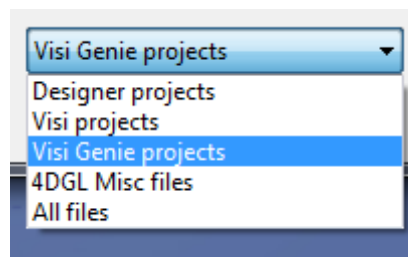 Visi Genie projects
Designer projects
Visi projects
Visi Genie projects
4DGL Misc files
All files